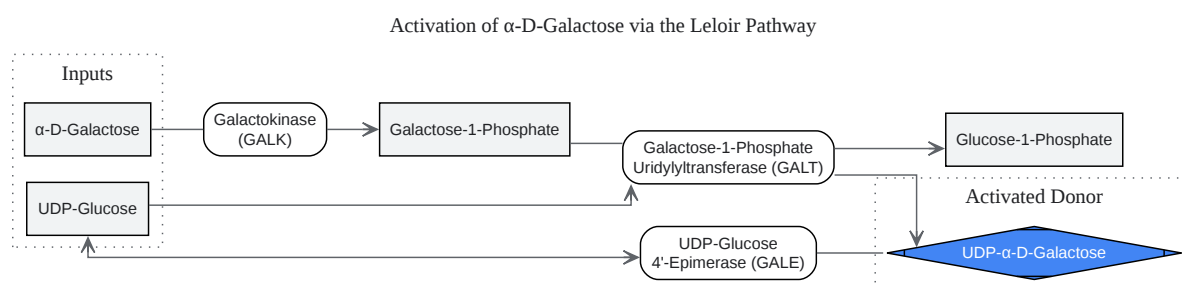 Activation of α-D-Galactose via the Leloir Pathway
Inputs
α-D-Galactose
Galactokinase
(GALK)
Galactose-1-Phosphate
Galactose-1-Phosphate
Uridylyltransferase (GALT)
Glucose-1-Phosphate
UDP-Glucose
Activated Donor
UDP-Glucose
4'-Epimerase (GALE)
UDP-α-D-Galactose